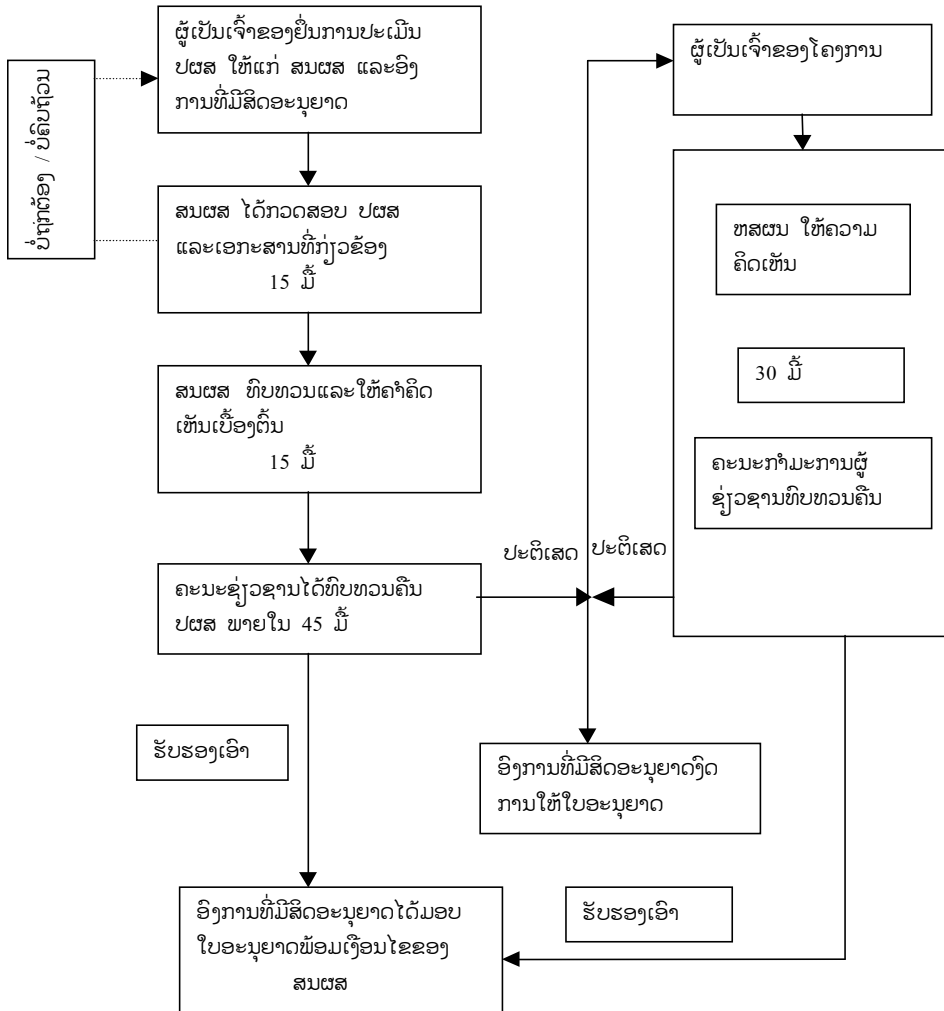 ຜູ້ເປັນເຈົ້າຂອງຢຶ່ນການປະເມີນ
ປຜສ ໃຫ້ແກ່ ສນຜສ ແລະອົງ
ການທີ່ມີສິດອະນຸຍາດ
ບໍ່ຖຶກຕ້ອງ / ບໍ່ຄົບຖ້ວນ
ສນຜສ ໄດ້ກວດສອບ ປຜສ
ແລະເອກະສານທີ່ກ່ຽວຂ້ອງ
15 ມື້
ສນຜສ ທົບທວນແລະໃຫ້ຄໍາຄິດ
ເຫັນເບື້ອງຕົ້ນ
15 ມື້
ຄະນະຊ່ຽວຊານໄດ້ທົບທວນຄືນ
ປຜສ ພາຍໃນ 45 ມື້
ຮັບຮອງເອົາ
ອົງການທີ່ມີສິດອະນຸຍາດໄດ້ມອບ
ໃບອະນຸຍາດພ້ອມເງື່ອນໄຂຂອງ
ສນຜສ
ປະຕິເສດ
ປະຕິເສດ
ອົງການທີ່ມີສິດອະນຸຍາດງົດ
ການໃຫ້ໃບອະນຸຍາດ
ຜູ້ເປັນເຈົ້າຂອງໂຄງການ
ຫສຜນ ໃຫ້ຄວາມ
ຄິດເຫັນ
30 ມື້
ຄະນະກໍາມະການຜູ້
ຊ່ຽວຊານທົບທວນຄືນ
ຮັບຮອງເອົາ